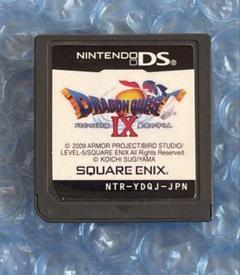 NINTENDO DS
DRAGON QUEST
IX
© 2009 ARMOR PROJECT/BIRD STUDIO/
LEVEL-5/SQUARE ENIX All Rights Reserved.
© KOICHI SUGIYAMA
SQUARE ENIX
NTR-YDQJ-JPN